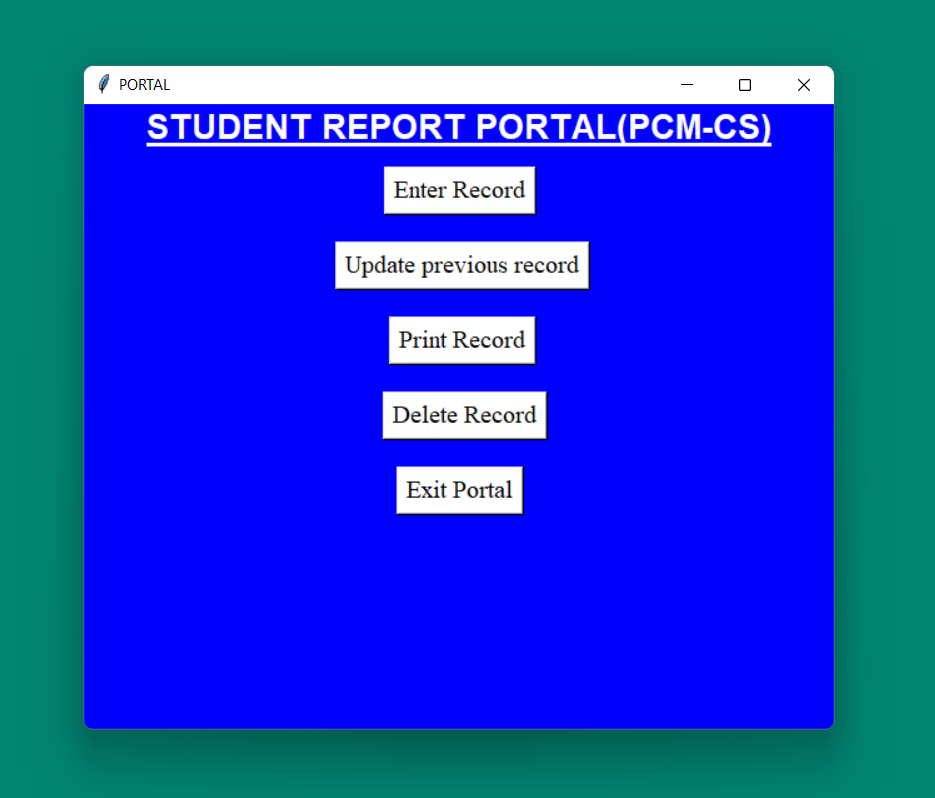 PORTAL
STUDENT REPORT PORTAL(PCM-CS)
Enter Record
Update previous record
Print Record
Delete Record
Exit Portal